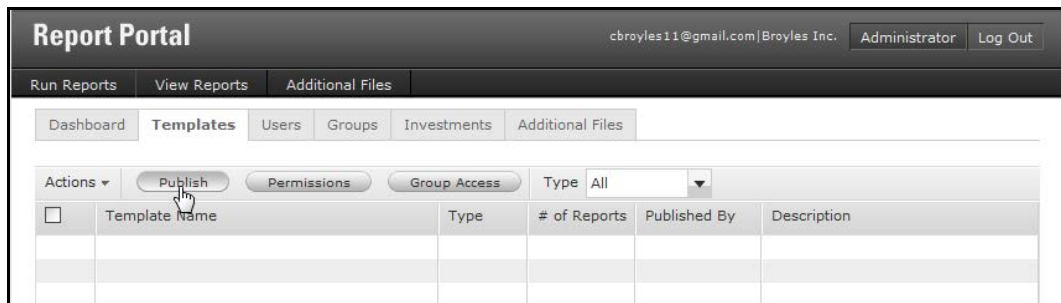 Report Portal
cbroyles11@gmail.com|Broyles Inc. Administrator Log Out
Run Reports View Reports Additional Files
Dashboard Templates Users Groups Investments Additional Files
Actions Publish Permissions Group Access Type All
Template Name Type # of Reports Published By Description